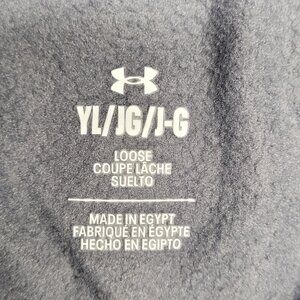 YL/JG/J-G
LOOSE
COUPE LÂCHE
SUELTO
MADE IN EGYPT
FABRIQUÉ EN ÉGYPTE
HECHO EN EGIPTO